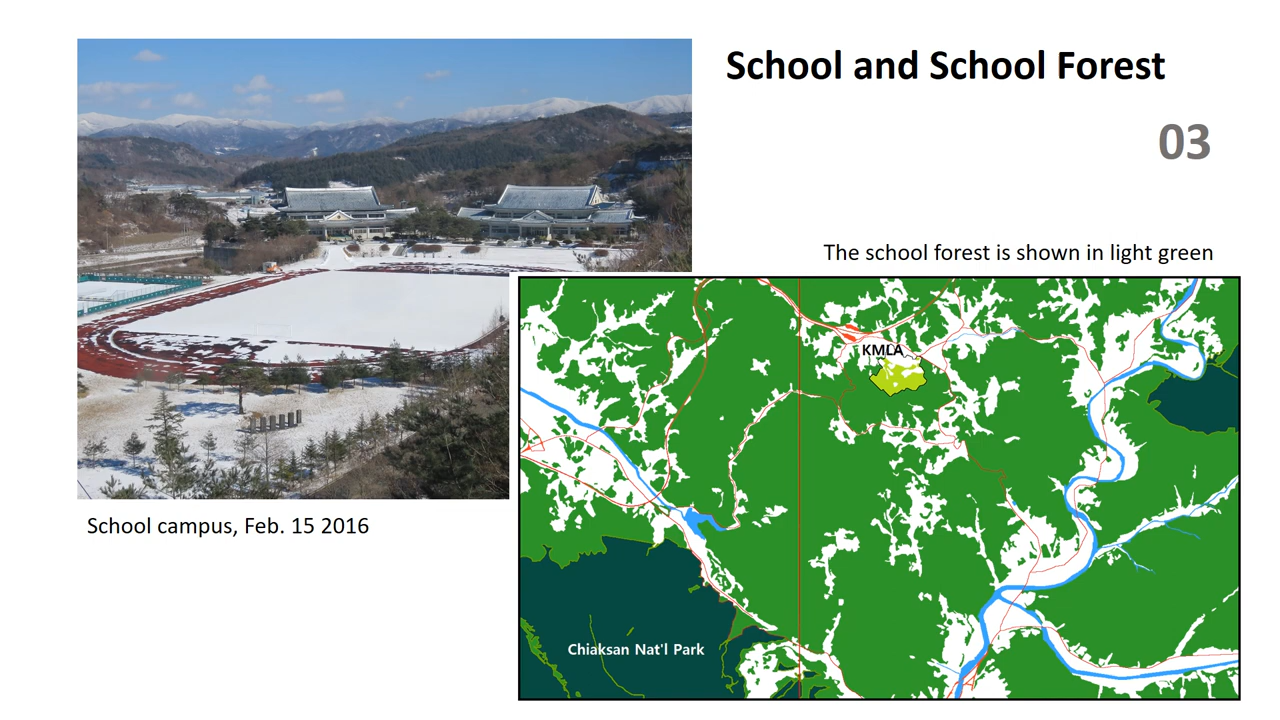 School and School Forest
03
The school forest is shown in light green
KMLA
School campus, Feb. 15 2016
Chiaksan Nat'l Park